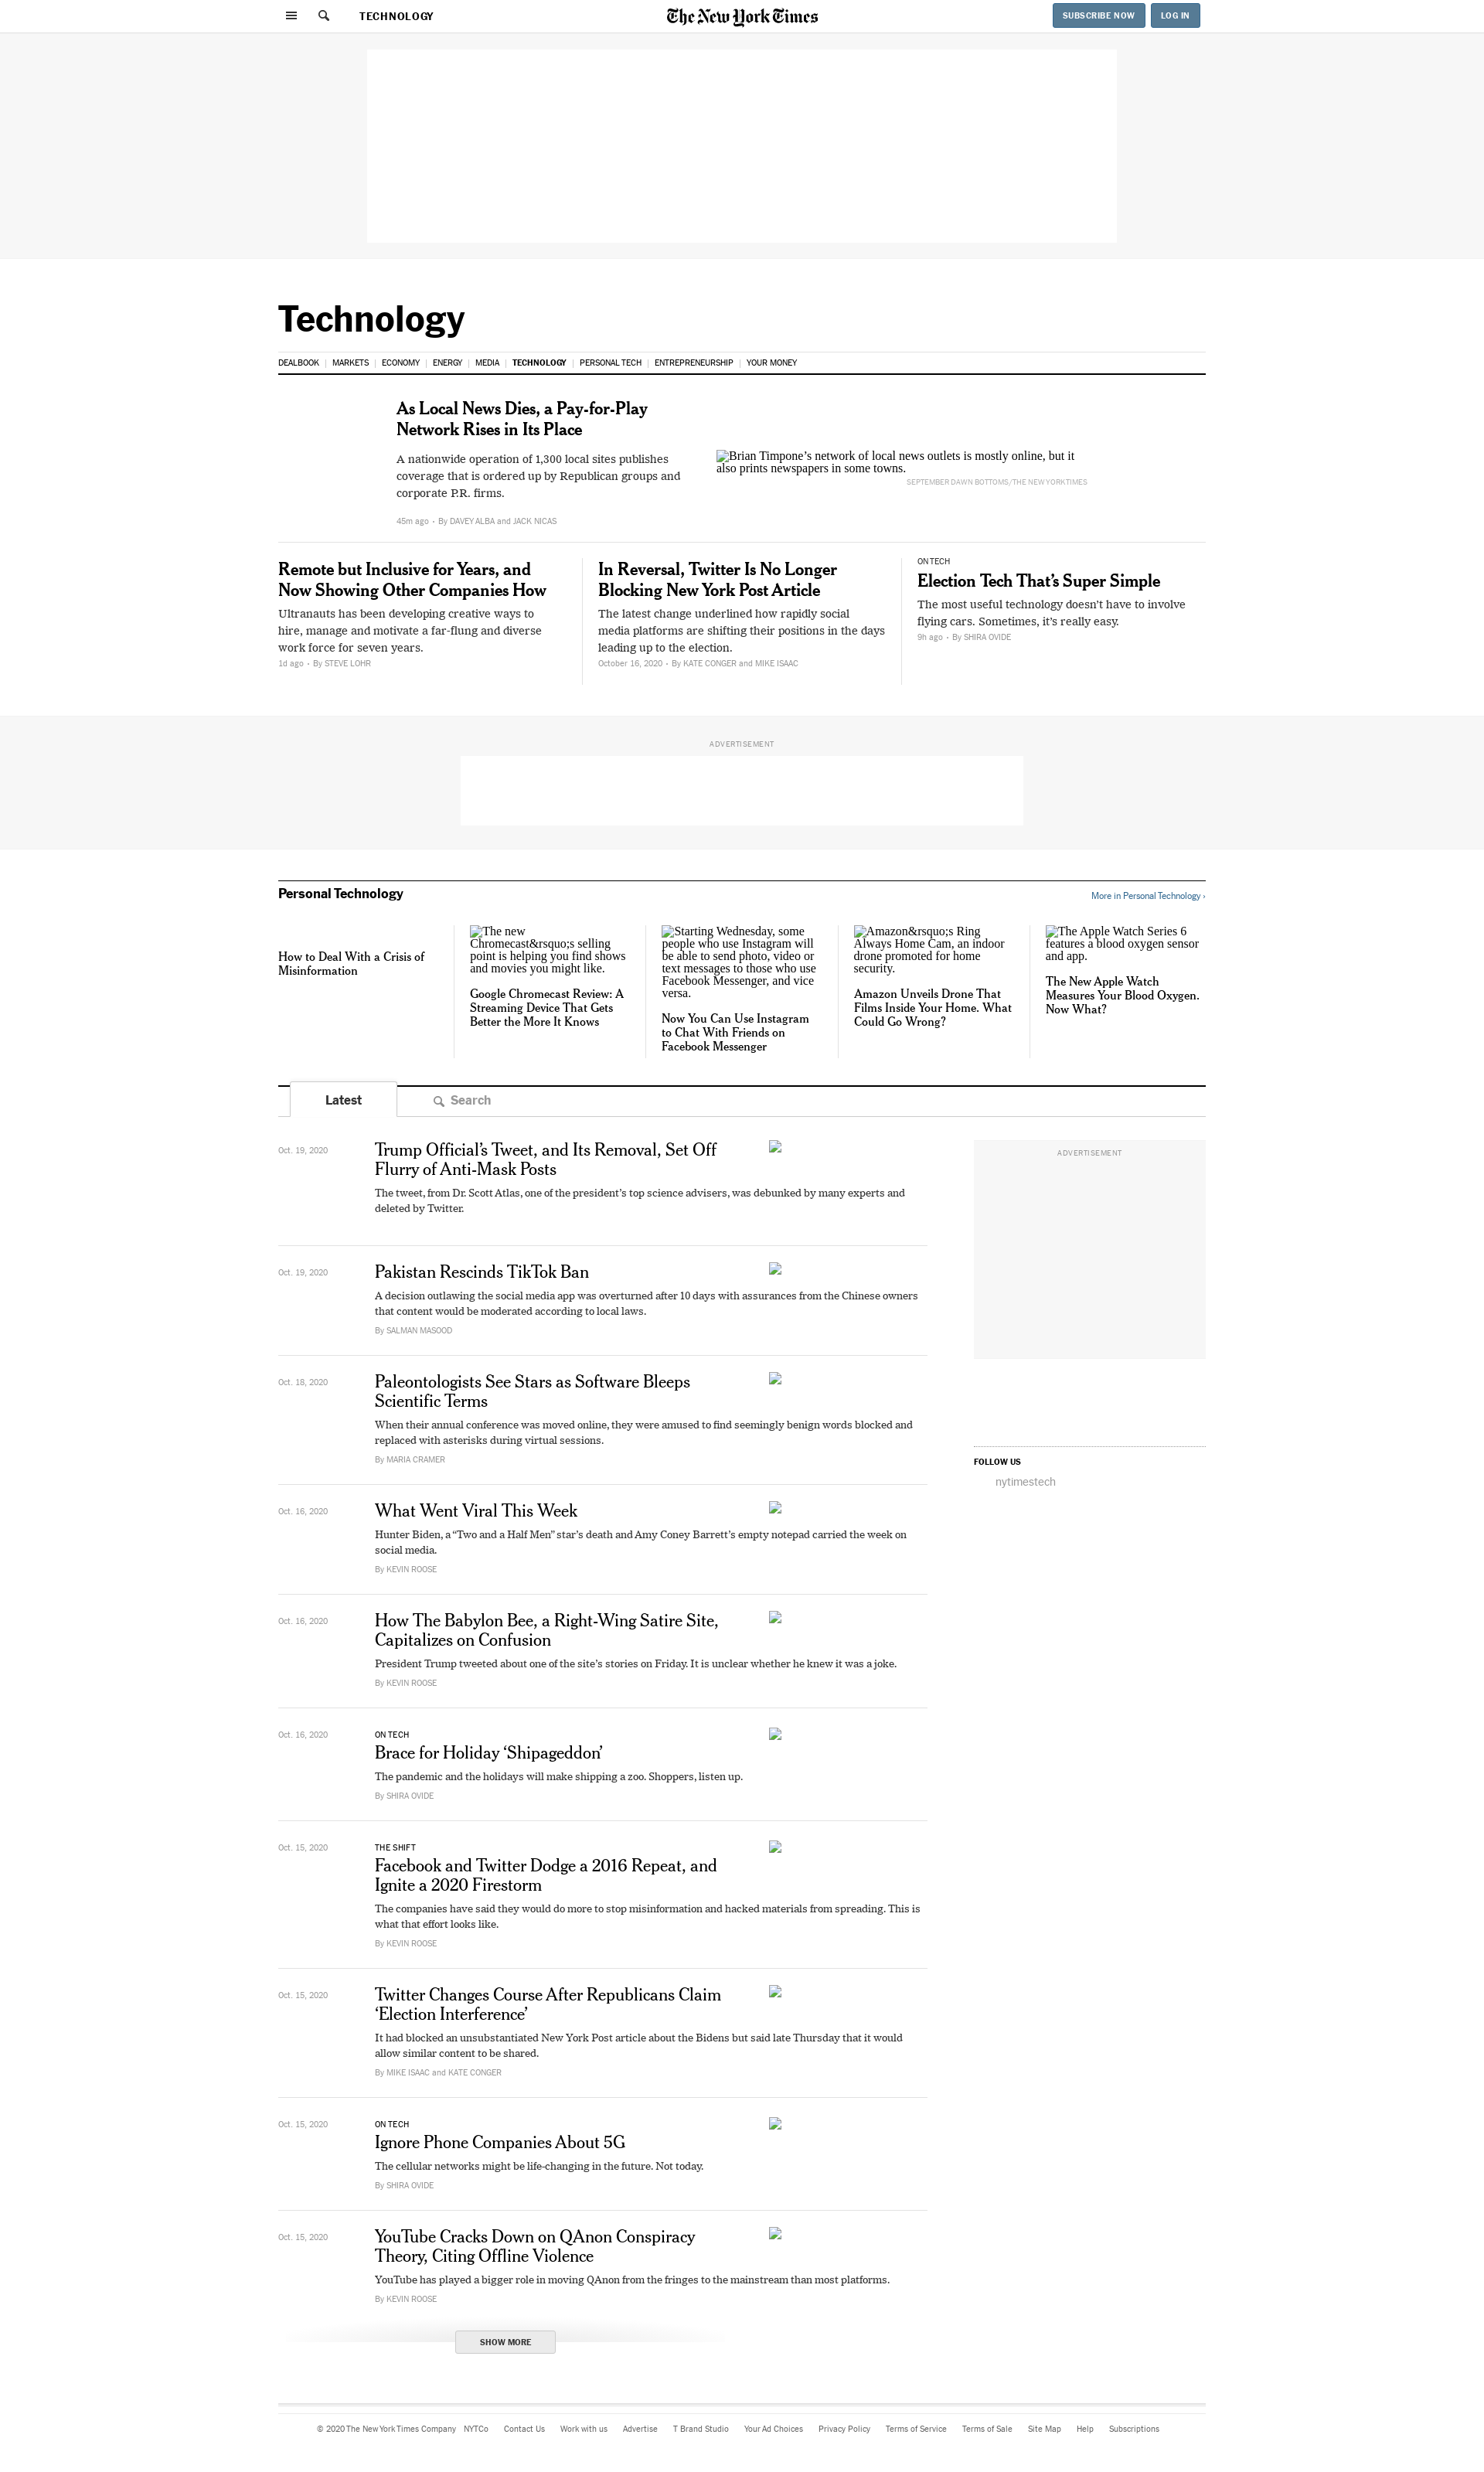 TECHNOLOGY
The New York Times
SUBSCRIBE NOW
LOG IN
Technology
DEALBOOK | MARKETS | ECONOMY | ENERGY | MEDIA | TECHNOLOGY | PERSONAL TECH | ENTREPRENEURSHIP | YOUR MONEY
As Local News Dies, a Pay-for-Play
Network Rises in Its Place
A nationwide operation of 1,300 local sites publishes
coverage that is ordered up by Republican groups and
corporate P.R. firms.
45m ago • By DAVEY ALBA and JACK NICAS
Brian Timpone’s network of local news outlets is mostly online, but it
also prints newspapers in some towns.
SEPTEMBER DAWN BOTTOMS/THE NEW YORK TIMES
Remote but Inclusive for Years, and
Now Showing Other Companies How
Ultranauts has been developing creative ways to
hire, manage and motivate a far-flung and diverse
work force for seven years.
1d ago • By STEVE LOHR
In Reversal, Twitter Is No Longer
Blocking New York Post Article
The latest change underlined how rapidly social
media platforms are shifting their positions in the days
leading up to the election.
October 16, 2020 • By KATE CONGER and MIKE ISAAC
ON TECH
Election Tech That’s Super Simple
The most useful technology doesn’t have to involve
flying cars. Sometimes, it’s really easy.
9h ago • By SHIRA OVIDE
ADVERTISEMENT
Personal Technology
More in Personal Technology ›
How to Deal With a Crisis of
Misinformation
The new
Chromecast&rsquo;s selling
point is helping you find shows
and movies you might like.
Google Chromecast Review: A
Streaming Device That Gets
Better the More It Knows
Starting Wednesday, some
people who use Instagram will
be able to send photo, video or
text messages to those who use
Facebook Messenger, and vice
versa.
Now You Can Use Instagram
to Chat With Friends on
Facebook Messenger
Amazon&rsquo;s Ring
Always Home Cam, an indoor
drone promoted for home
security.
Amazon Unveils Drone That
Films Inside Your Home. What
Could Go Wrong?
The Apple Watch Series 6
features a blood oxygen sensor
and app.
The New Apple Watch
Measures Your Blood Oxygen.
Now What?
Latest
Search
Oct. 19, 2020
Trump Official’s Tweet, and Its Removal, Set Off
Flurry of Anti-Mask Posts
The tweet, from Dr. Scott Atlas, one of the president’s top science advisers, was debunked by many experts and
deleted by Twitter.
ADVERTISEMENT
Oct. 19, 2020
Pakistan Rescinds TikTok Ban
A decision outlawing the social media app was overturned after 10 days with assurances from the Chinese owners
that content would be moderated according to local laws.
By SALMAN MASOOD
Oct. 18, 2020
Paleontologists See Stars as Software Bleeps
Scientific Terms
When their annual conference was moved online, they were amused to find seemingly benign words blocked and
replaced with asterisks during virtual sessions.
By MARIA CRAMER
FOLLOW US
nytimestech
Oct. 16, 2020
What Went Viral This Week
Hunter Biden, a “Two and a Half Men” star’s death and Amy Coney Barrett’s empty notepad carried the week on
social media.
By KEVIN ROOSE
Oct. 16, 2020
How The Babylon Bee, a Right-Wing Satire Site,
Capitalizes on Confusion
President Trump tweeted about one of the site’s stories on Friday. It is unclear whether he knew it was a joke.
By KEVIN ROOSE
Oct. 16, 2020
ON TECH
Brace for Holiday ‘Shipageddon’
The pandemic and the holidays will make shipping a zoo. Shoppers, listen up.
By SHIRA OVIDE
Oct. 15, 2020
THE SHIFT
Facebook and Twitter Dodge a 2016 Repeat, and
Ignite a 2020 Firestorm
The companies have said they would do more to stop misinformation and hacked materials from spreading. This is
what that effort looks like.
By KEVIN ROOSE
Oct. 15, 2020
Twitter Changes Course After Republicans Claim
‘Election Interference’
It had blocked an unsubstantiated New York Post article about the Bidens but said late Thursday that it would
allow similar content to be shared.
By MIKE ISAAC and KATE CONGER
Oct. 15, 2020
ON TECH
Ignore Phone Companies About 5G
The cellular networks might be life-changing in the future. Not today.
By SHIRA OVIDE
Oct. 15, 2020
YouTube Cracks Down on QAnon Conspiracy
Theory, Citing Offline Violence
YouTube has played a bigger role in moving QAnon from the fringes to the mainstream than most platforms.
By KEVIN ROOSE
SHOW MORE
© 2020 The New York Times Company NYTCo Contact Us Work with us Advertise T Brand Studio Your Ad Choices Privacy Policy Terms of Service Terms of Sale Site Map Help Subscriptions